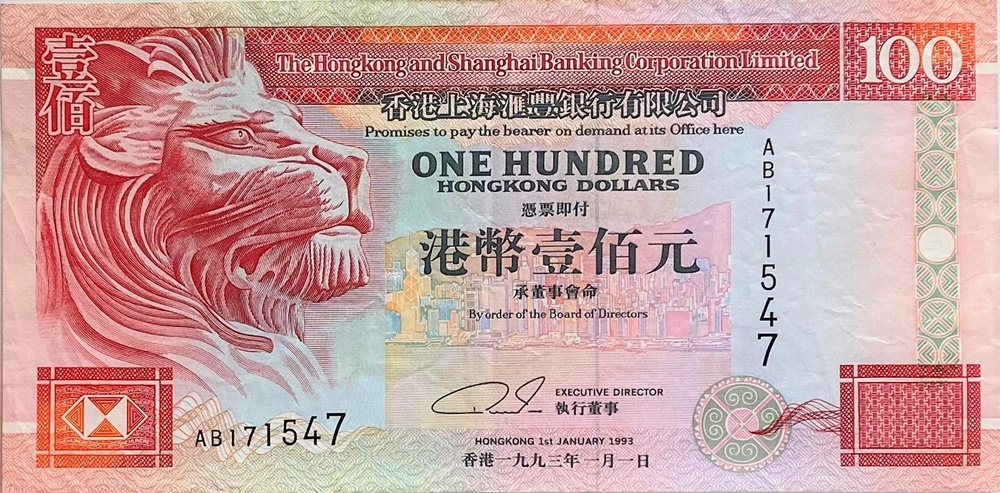 壹佰
The Hongkong and Shanghai Banking Corporation Limited
100
香港上海滙豐銀行有限公司
Promises to pay the bearer on demand at its Office here
ONE HUNDRED
HONGKONG DOLLARS
憑票即付
港幣壹佰元
承董事會命
By order of the Board of Directors
AB171547
EXECUTIVE DIRECTOR
執行董事
AB171547
HONGKONG 1st JANUARY 1993
香港一九九三年一月一日